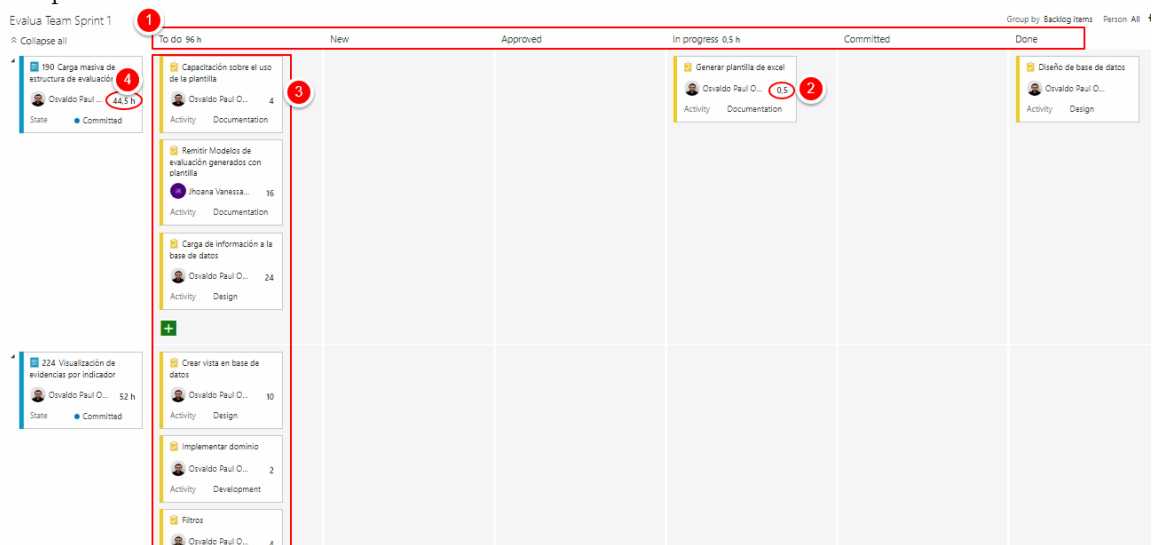 Evalua Team Sprint 1
Group by Backlog items Person All
Collapse all
1
To do 96 h
New
Approved
In progress 0,5 h
Committed
Done
190 Carga masiva de
estructura de evaluación
4
Osvaldo Paul ... 44,5 h
State Committed
Capacitación sobre el uso
de la plantilla
Osvaldo Paul O... 4
Activity Documentation
3
Remitir Modelos de
evaluación generados con
plantilla
JR Jhoana Vanessa... 16
Activity Documentation
Carga de información a la
base de datos
Osvaldo Paul O... 24
Activity Design
Generar plantilla de excel
Osvaldo Paul O... 0,5
2
Activity Documentation
Diseño de base de datos
Osvaldo Paul O...
Activity Design
224 Visualización de
evidencias por indicador
Osvaldo Paul O... 52 h
State Committed
Crear vista en base de
datos
Osvaldo Paul O... 10
Activity Design
Implementar dominio
Osvaldo Paul O... 2
Activity Development
Filtros
Osvaldo Paul O... 4